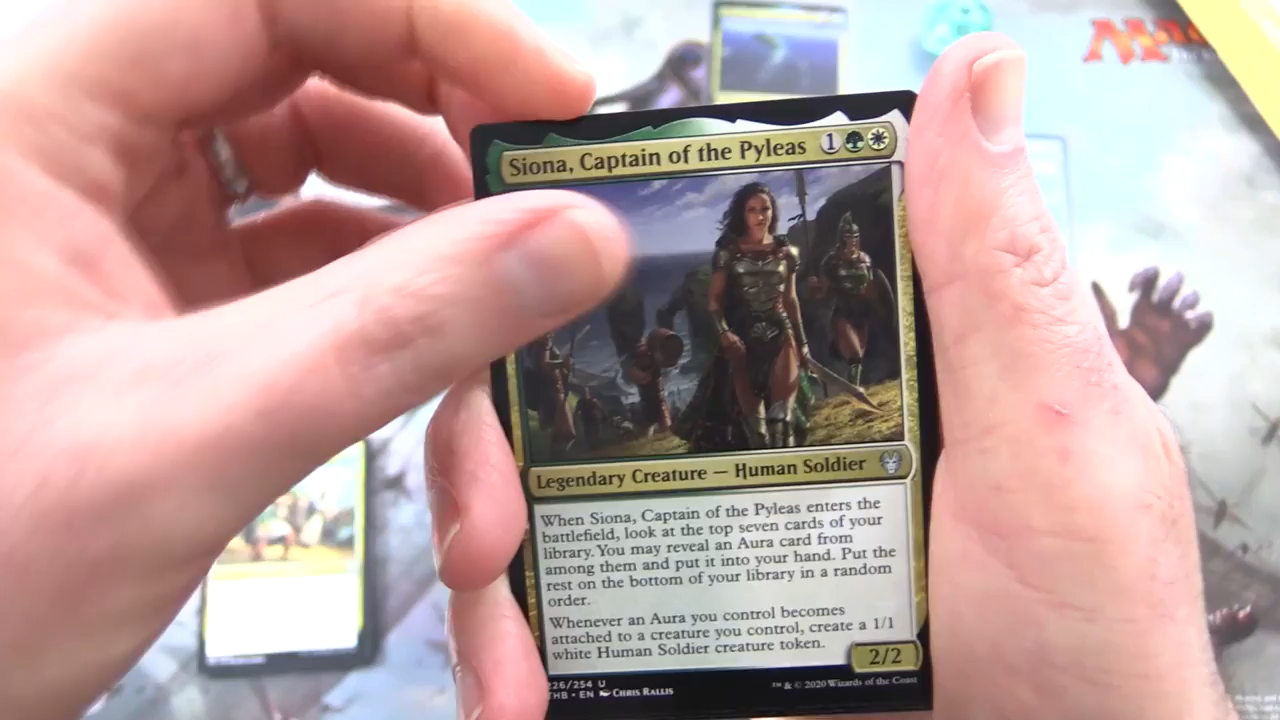 Siona, Captain of the Pyleas 1
Legendary Creature — Human Soldier
When Siona, Captain of the Pyleas enters the
battlefield, look at the top seven cards of your
library. You may reveal an Aura card from
among them and put it into your hand. Put the
rest on the bottom of your library in a random
order.
Whenever an Aura you control becomes
attached to a creature you control, create a 1/1
white Human Soldier creature token.
2/2
226/254 U
THB • EN Chris Rallis
™ & © 2020 Wizards of the Coast